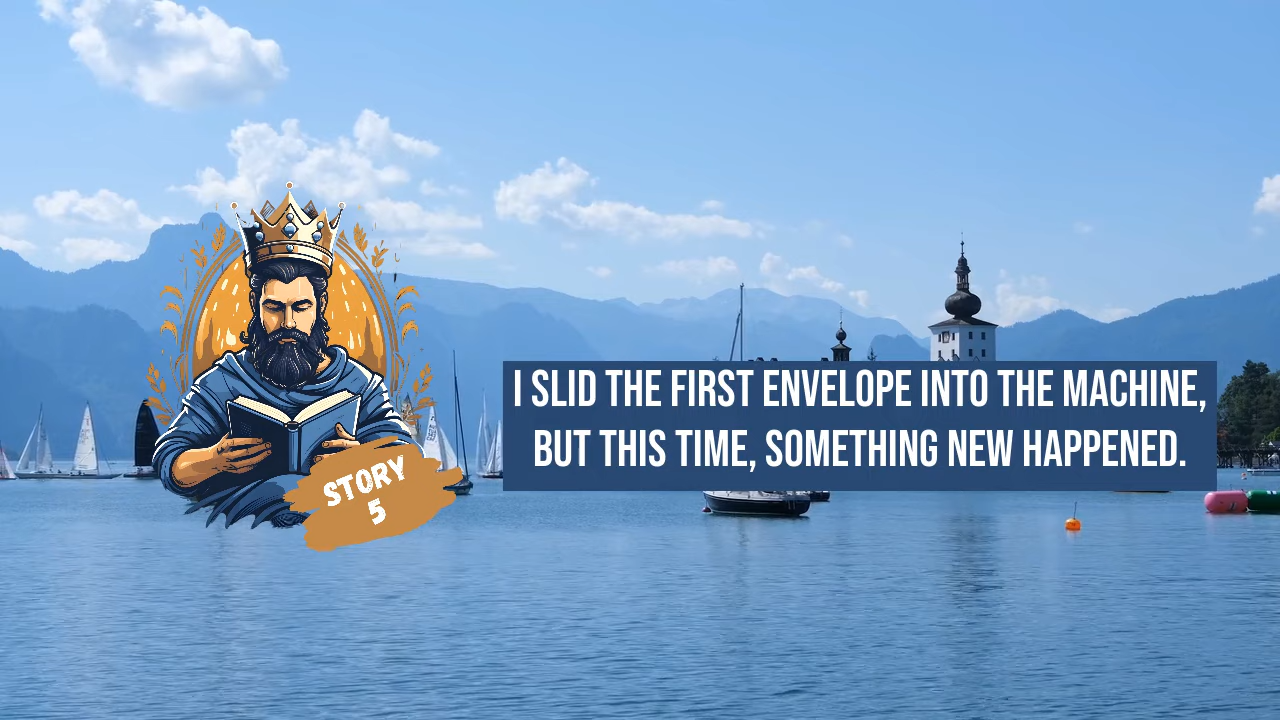 I SLID THE FIRST ENVELOPE INTO THE MACHINE,
BUT THIS TIME, SOMETHING NEW HAPPENED.
STORY
5